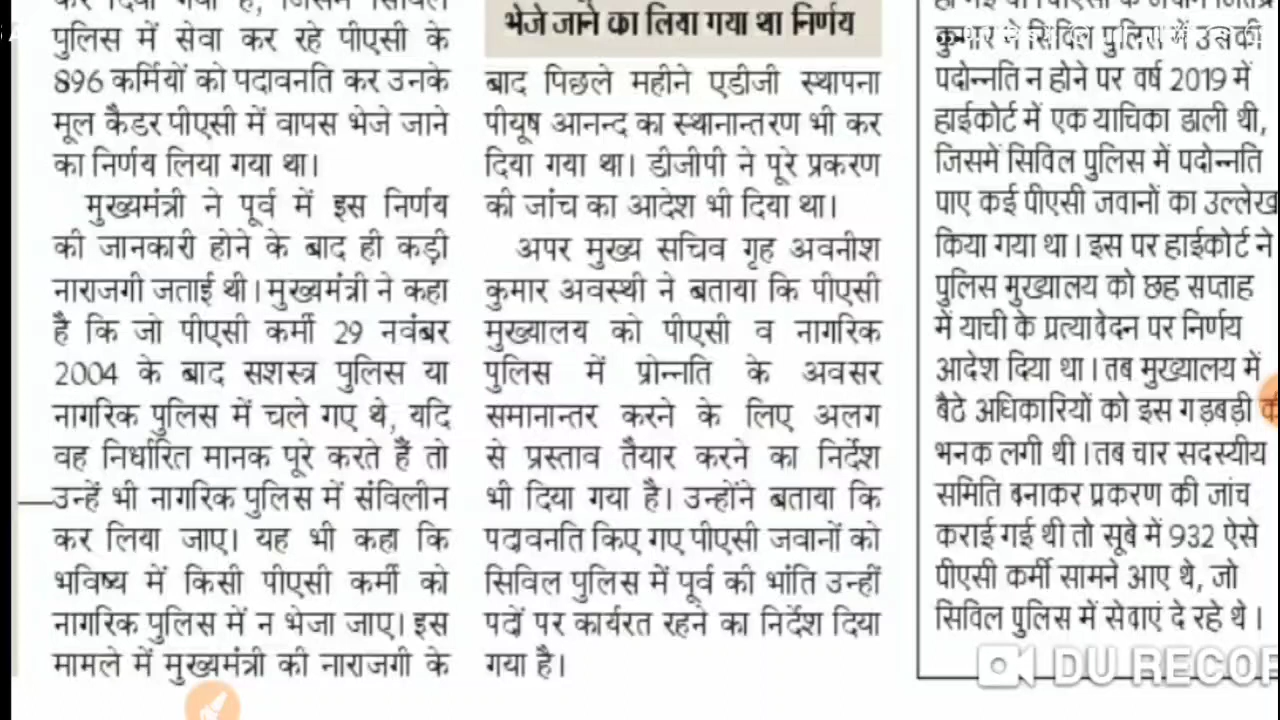 पुलिस में सेवा कर रहे पीएसी के
896 कर्मियों को पदावनति कर उनके
मूल कैडर पीएसी में वापस भेजे जाने
का निर्णय लिया गया था।
मुख्यमंत्री ने पूर्व में इस निर्णय
की जानकारी होने के बाद ही कड़ी
नाराजगी जताई थी। मुख्यमंत्री ने कहा
है कि जो पीएसी कर्मी 29 नवंबर
2004 के बाद सशस्त्र पुलिस या
नागरिक पुलिस में चले गए थे, यदि
वह निर्धारित मानक पूरे करते हैं तो
उन्हें भी नागरिक पुलिस में संविलीन
कर लिया जाए। यह भी कहा कि
भविष्य में किसी पीएसी कर्मी को
नागरिक पुलिस में न भेजा जाए। इस
मामले में मुख्यमंत्री की नाराजगी के
भेजे जाने का लिया गया था निर्णय
बाद पिछले महीने एडीजी स्थापना
पीयूष आनन्द का स्थानान्तरण भी कर
दिया गया था। डीजीपी ने पूरे प्रकरण
की जांच का आदेश भी दिया था।
अपर मुख्य सचिव गृह अवनीश
कुमार अवस्थी ने बताया कि पीएसी
मुख्यालय को पीएसी व नागरिक
पुलिस में प्रोन्नति के अवसर
समानान्तर करने के लिए अलग
से प्रस्ताव तैयार करने का निर्देश
भी दिया गया है। उन्होंने बताया कि
पदावनति किए गए पीएसी जवानों को
सिविल पुलिस में पूर्व की भांति उन्हीं
पदों पर कार्यरत रहने का निर्देश दिया
गया है।
कुमार ने सिविल पुलिस में उसकी
पदोन्नति न होने पर वर्ष 2019 में
हाईकोर्ट में एक याचिका डाली थी,
जिसमें सिविल पुलिस में पदोन्नति
पाए कई पीएसी जवानों का उल्लेख
किया गया था। इस पर हाईकोर्ट ने
पुलिस मुख्यालय को छह सप्ताह
में याची के प्रत्यावेदन पर निर्णय
आदेश दिया था। तब मुख्यालय में
बैठे अधिकारियों को इस गड़बड़ी की
भनक लगी थी। तब चार सदस्यीय
समिति बनाकर प्रकरण की जांच
कराई गई थी तो सूबे में 932 ऐसे
पीएसी कर्मी सामने आए थे, जो
सिविल पुलिस में सेवाएं दे रहे थे।
DU RECOR